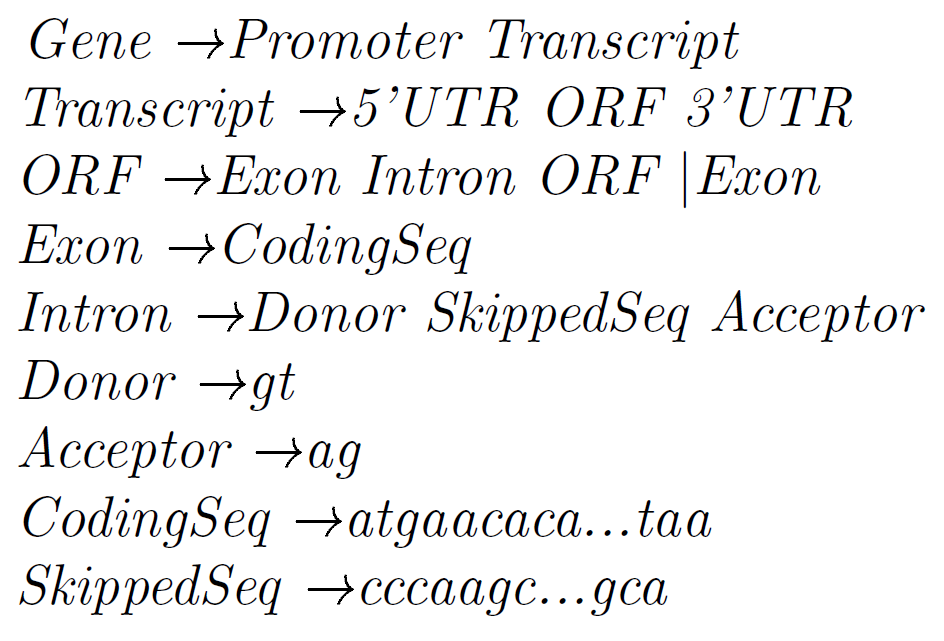 Gene →Promoter Transcript
Transcript →5'UTR ORF 3'UTR
ORF →Exon Intron ORF |Exon
Exon →CodingSeq
Intron →Donor SkippedSeq Acceptor
Donor →gt
Acceptor →ag
CodingSeq →atgaacaca...taa
SkippedSeq →cccaagc...gca